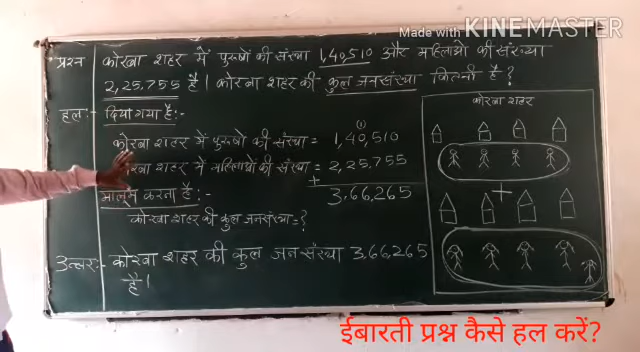 Made with KINEMASTER
प्रश्न कोरबा शहर में पुरूषों की संख्या 1,40,510 और महिलाओं की संख्या
2,25,755 है। कोरबा शहर की कुल जनसंख्या कितनी है?
हल:- दिया गया है:-
कोरबा शहर
(1)
कोरबा शहर में पुरूषों की संख्या = 1,40,510
कोरबा शहर में महिलाओं की संख्या = 2,25,755
+
मालूम करना है:- 3,66,265
कोरबा शहर की कुल जनसंख्या = ?
उत्तर:- कोरबा शहर की कुल जनसंख्या 3,66,265
है।
ईबारती प्रश्न कैसे हल करें?